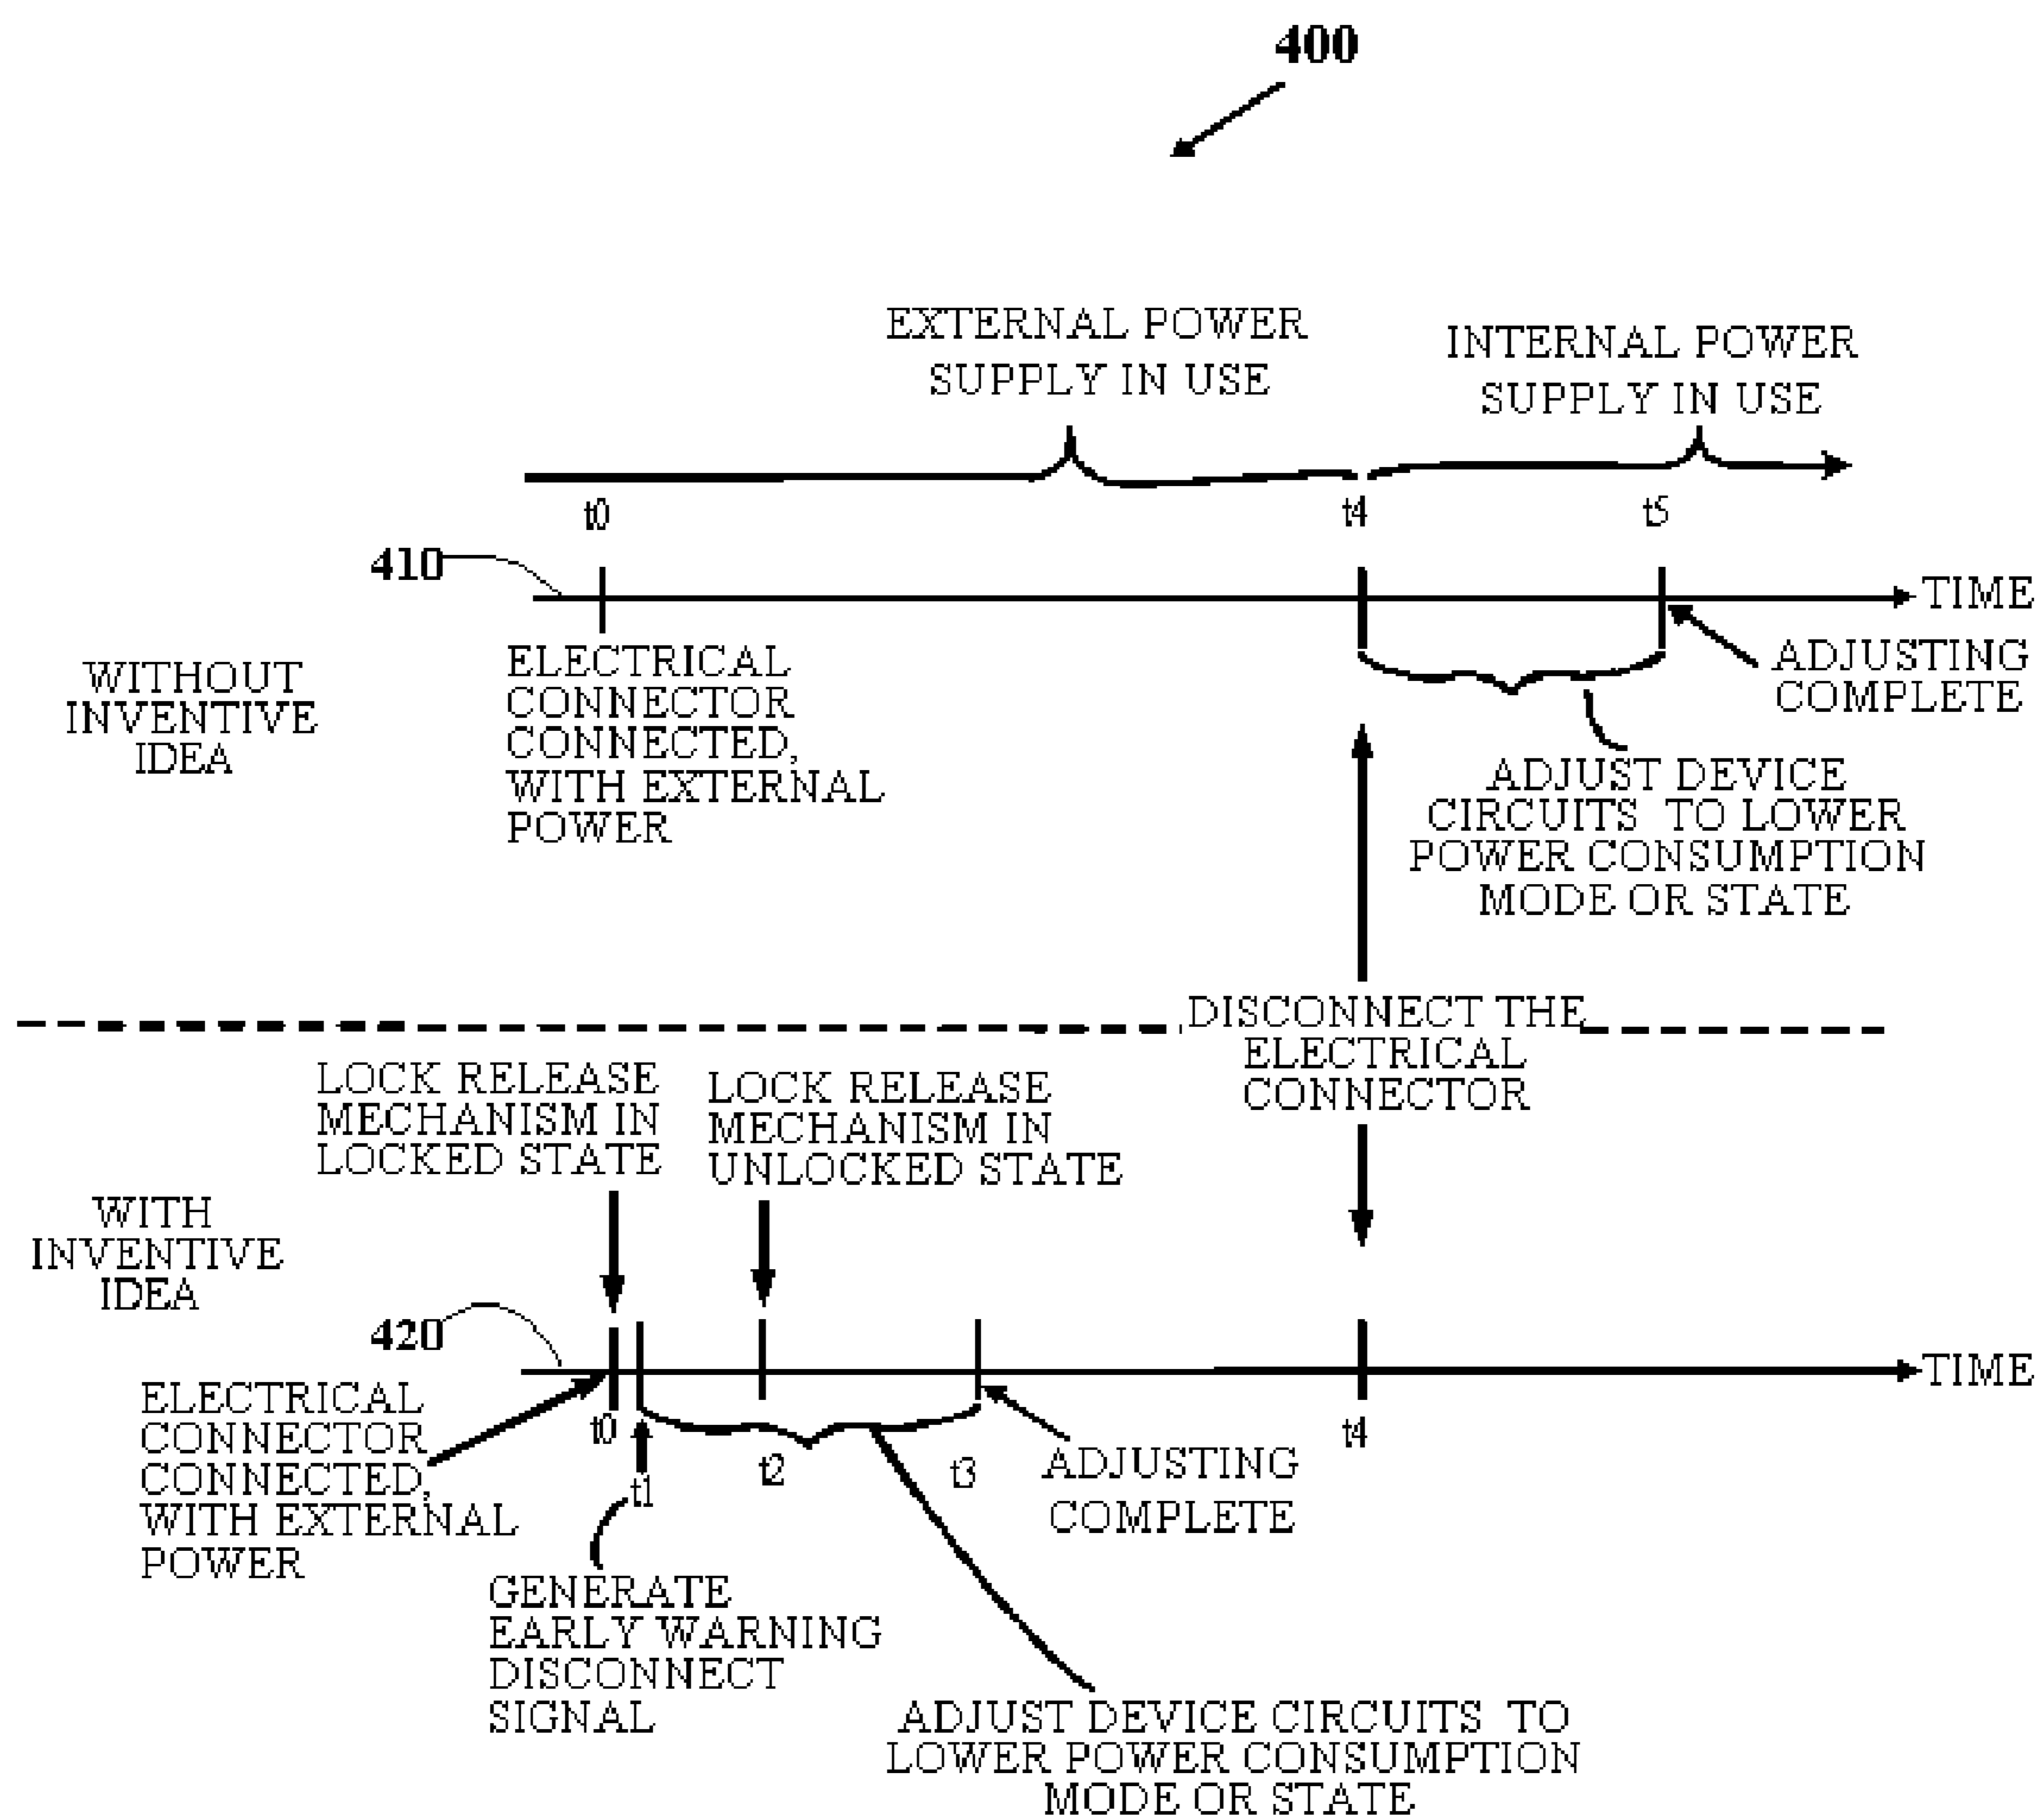 400
EXTERNAL POWER
SUPPLY IN USE
INTERNAL POWER
SUPPLY IN USE
t0
t4
t5
410
TIME
WITHOUT
INVENTIVE
IDEA
ELECTRICAL
CONNECTOR
CONNECTED,
WITH EXTERNAL
POWER
ADJUSTING
COMPLETE
ADJUST DEVICE
CIRCUITS TO LOWER
POWER CONSUMPTION
MODE OR STATE
DISCONNECT THE
ELECTRICAL
CONNECTOR
LOCK RELEASE
MECHANISM IN
LOCKED STATE
LOCK RELEASE
MECHANISM IN
UNLOCKED STATE
WITH
INVENTIVE
IDEA
420
TIME
ELECTRICAL
CONNECTOR
CONNECTED,
WITH EXTERNAL
POWER
t0
t1
t2
t3
t4
ADJUSTING
COMPLETE
GENERATE
EARLY WARNING
DISCONNECT
SIGNAL
ADJUST DEVICE CIRCUITS TO
LOWER POWER CONSUMPTION
MODE OR STATE